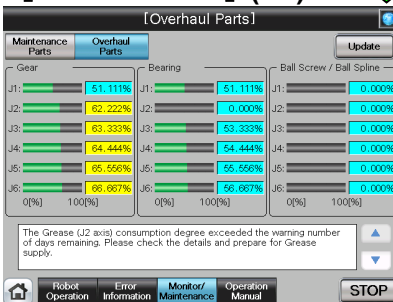 [Overhaul Parts]
Maintenance Parts
Overhaul Parts
Update
Gear
J1: 51.111%
J2: 62.222%
J3: 63.333%
J4: 64.444%
J5: 65.556%
J6: 66.667%
0[%] 100[%]
Bearing
J1: 51.111%
J2: 0.000%
J3: 53.333%
J4: 54.444%
J5: 55.556%
J6: 56.667%
0[%] 100[%]
Ball Screw / Ball Spline
J1: 0.000%
J2: 0.000%
J3: 0.000%
J4: 0.000%
J5: 0.000%
J6: 0.000%
0[%] 100[%]
The Grease (J2 axis) consumption degree exceeded the warning number
of days remaining. Please check the details and prepare for Grease
supply.
Robot Operation
Error Information
Monitor/ Maintenance
Operation Manual
STOP